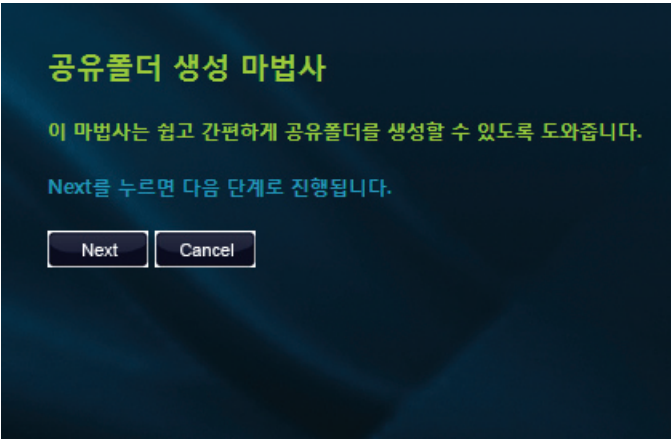 공유폴더 생성 마법사
이 마법사는 쉽고 간편하게 공유폴더를 생성할 수 있도록 도와줍니다.
Next를 누르면 다음 단계로 진행됩니다.
Next Cancel